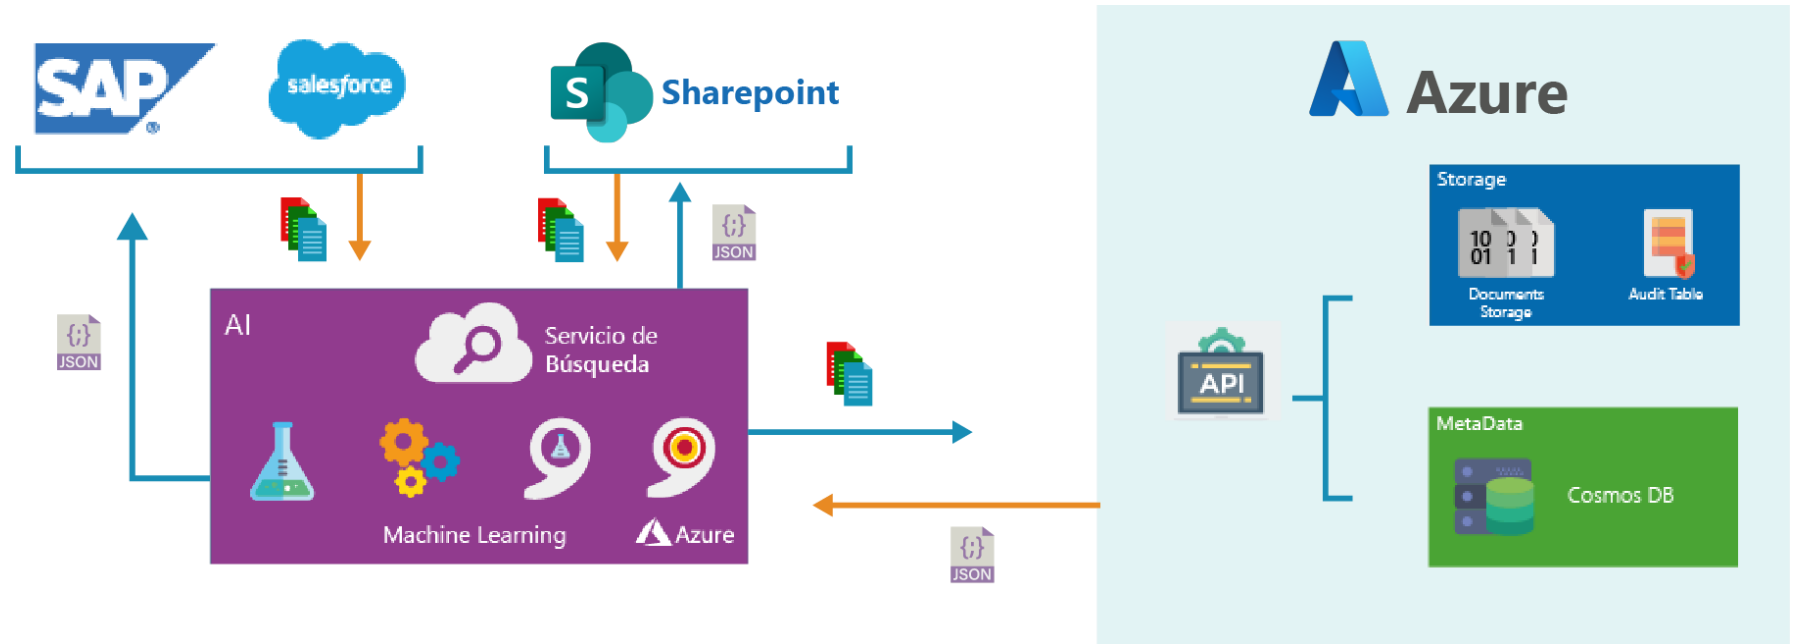 SAP
®
salesforce
S
Sharepoint
Azure
Storage
10
01
0
1
1
Documents
Storage
Audit Table
{;}
JSON
{;}
JSON
AI
Servicio de
Búsqueda
API
MetaData
Cosmos DB
Machine Learning
Azure
{;}
JSON